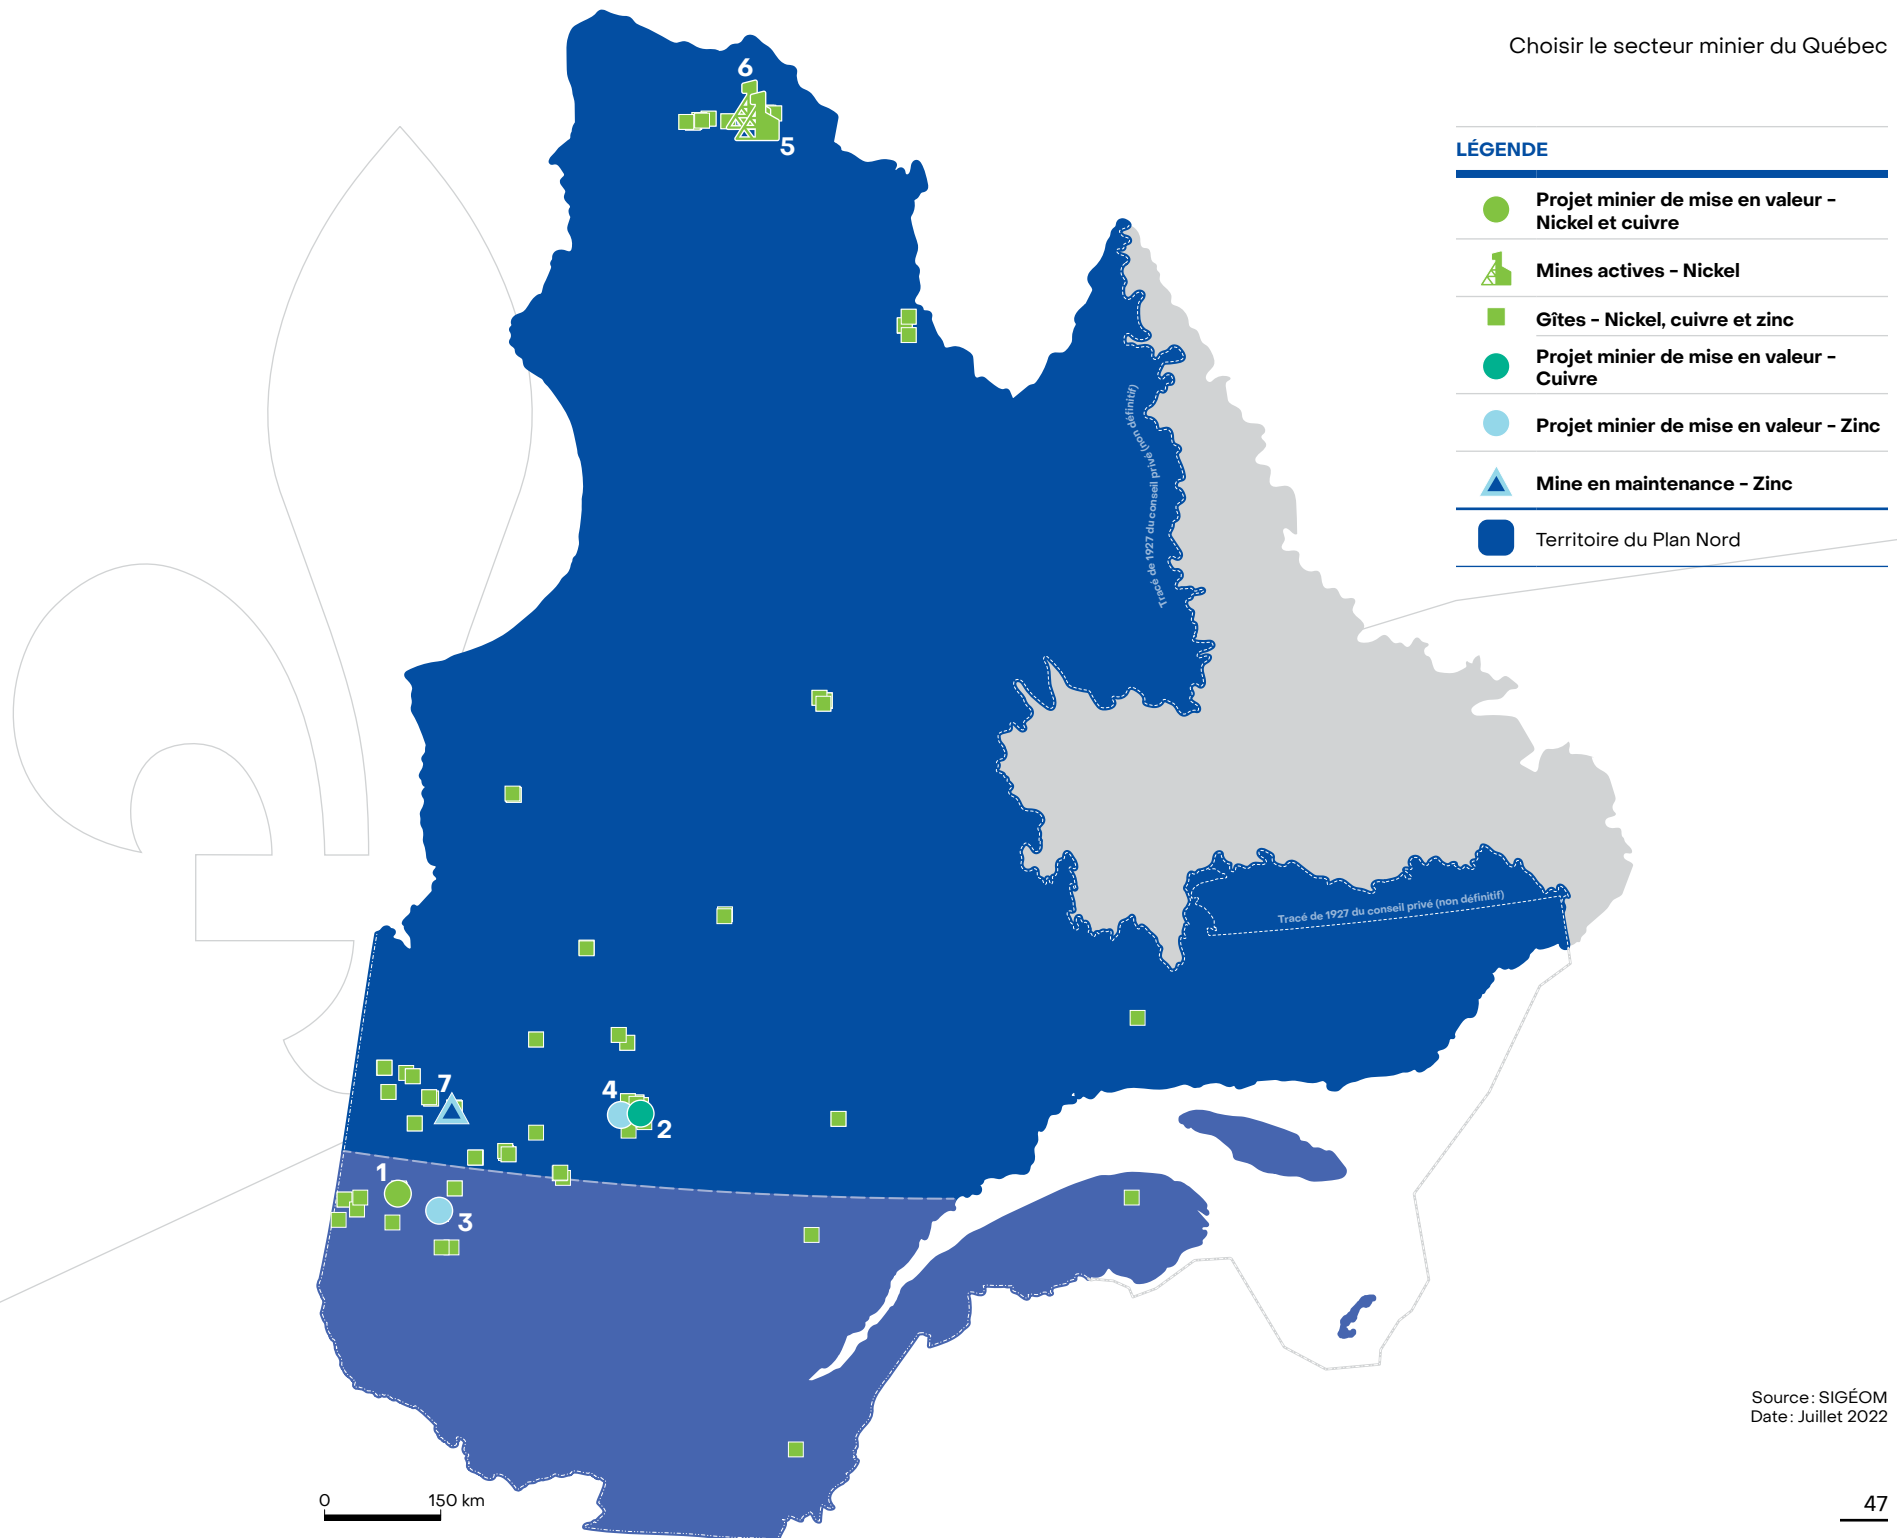 Choisir le secteur minier du Québec
LÉGENDE
Projet minier de mise en valeur –
Nickel et cuivre
Mines actives – Nickel
Gîtes – Nickel, cuivre et zinc
Projet minier de mise en valeur –
Cuivre
Projet minier de mise en valeur – Zinc
Mine en maintenance – Zinc
Territoire du Plan Nord
6
5
Tracé de 1927 du conseil privé (non définitif)
Tracé de 1927 du conseil privé (non définitif)
7
4
2
1
3
0 150 km
Source : SIGÉOM
Date : Juillet 2022
47